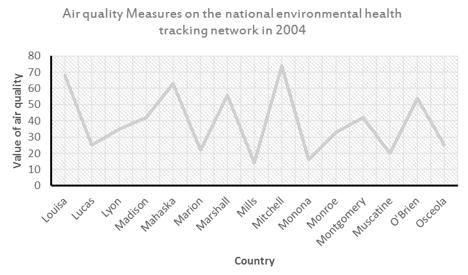 Air quality Measures on the national environmental health
tracking network in 2004
Value of air quality
80
70
60
50
40
30
20
10
0
Louisa
Lucas
Lyon
Madison
Mahaska
Marion
Marshall
Mills
Mitchell
Monona
Monroe
Montgomery
Muscatine
O'Brien
Osceola
Country